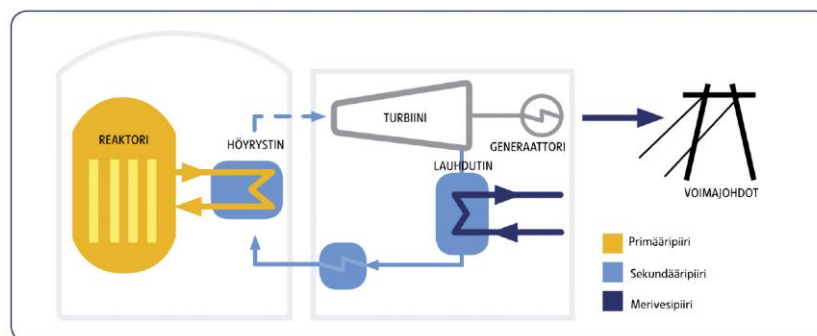 REAKTORI
HÖYRYSTIN
TURBIINI
GENERAATTORI
LAUHDUTIN
VOIMAJOHDOT
Primääripiiri
Sekundääripiiri
Merivesipiiri